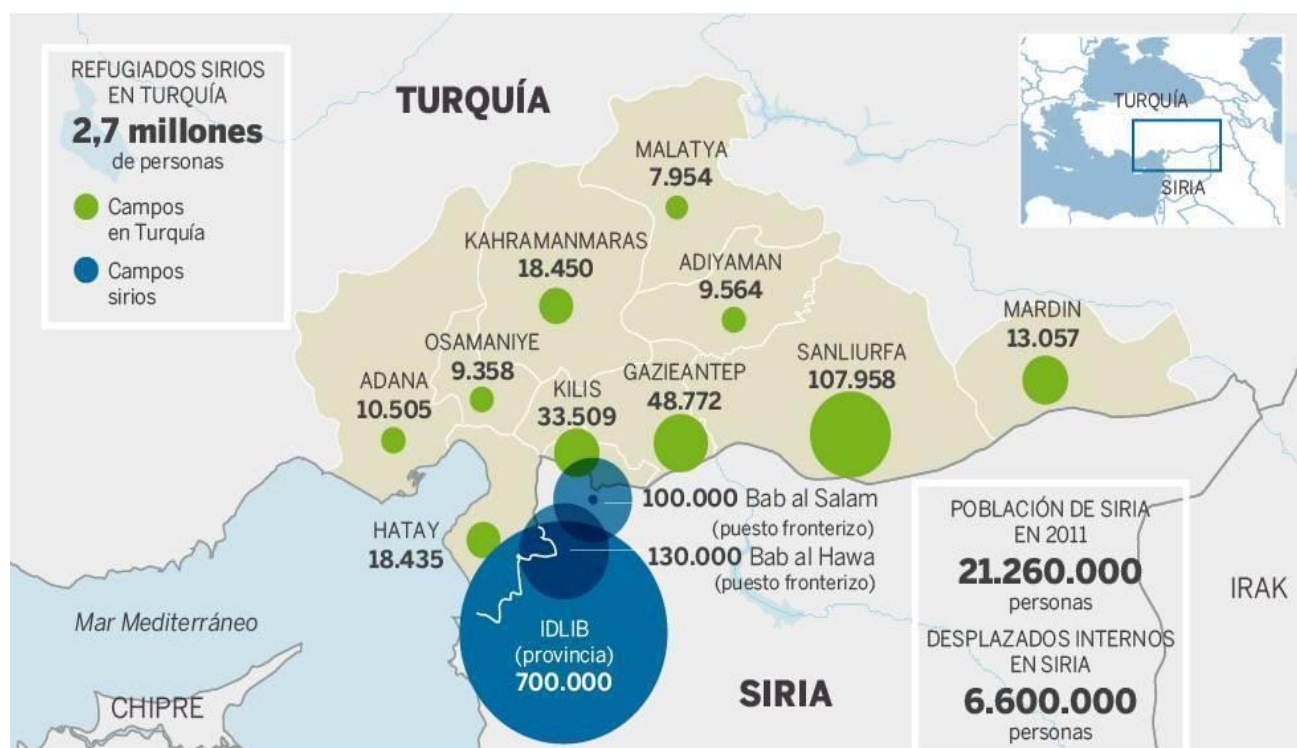 REFUGIADOS SIRIOS
EN TURQUÍA
2,7 millones
de personas
Campos
en Turquía
Campos
sirios
TURQUÍA
TURQUÍA
SIRIA
MALATYA
7.954
KAHRAMANMARAS
18.450
ADIYAMAN
9.564
MARDIN
13.057
OSAMANIYE
9.358
SANLIURFA
107.958
ADANA
10.505
KILIS
33.509
GAZIEANTEP
48.772
HATAY
18.435
100.000 Bab al Salam
(puesto fronterizo)
130.000 Bab al Hawa
(puesto fronterizo)
IDLIB
(provincia)
700.000
Mar Mediterráneo
CHIPRE
SIRIA
IRAK
POBLACIÓN DE SIRIA
EN 2011
21.260.000
personas
DESPLAZADOS INTERNOS
EN SIRIA
6.600.000
personas